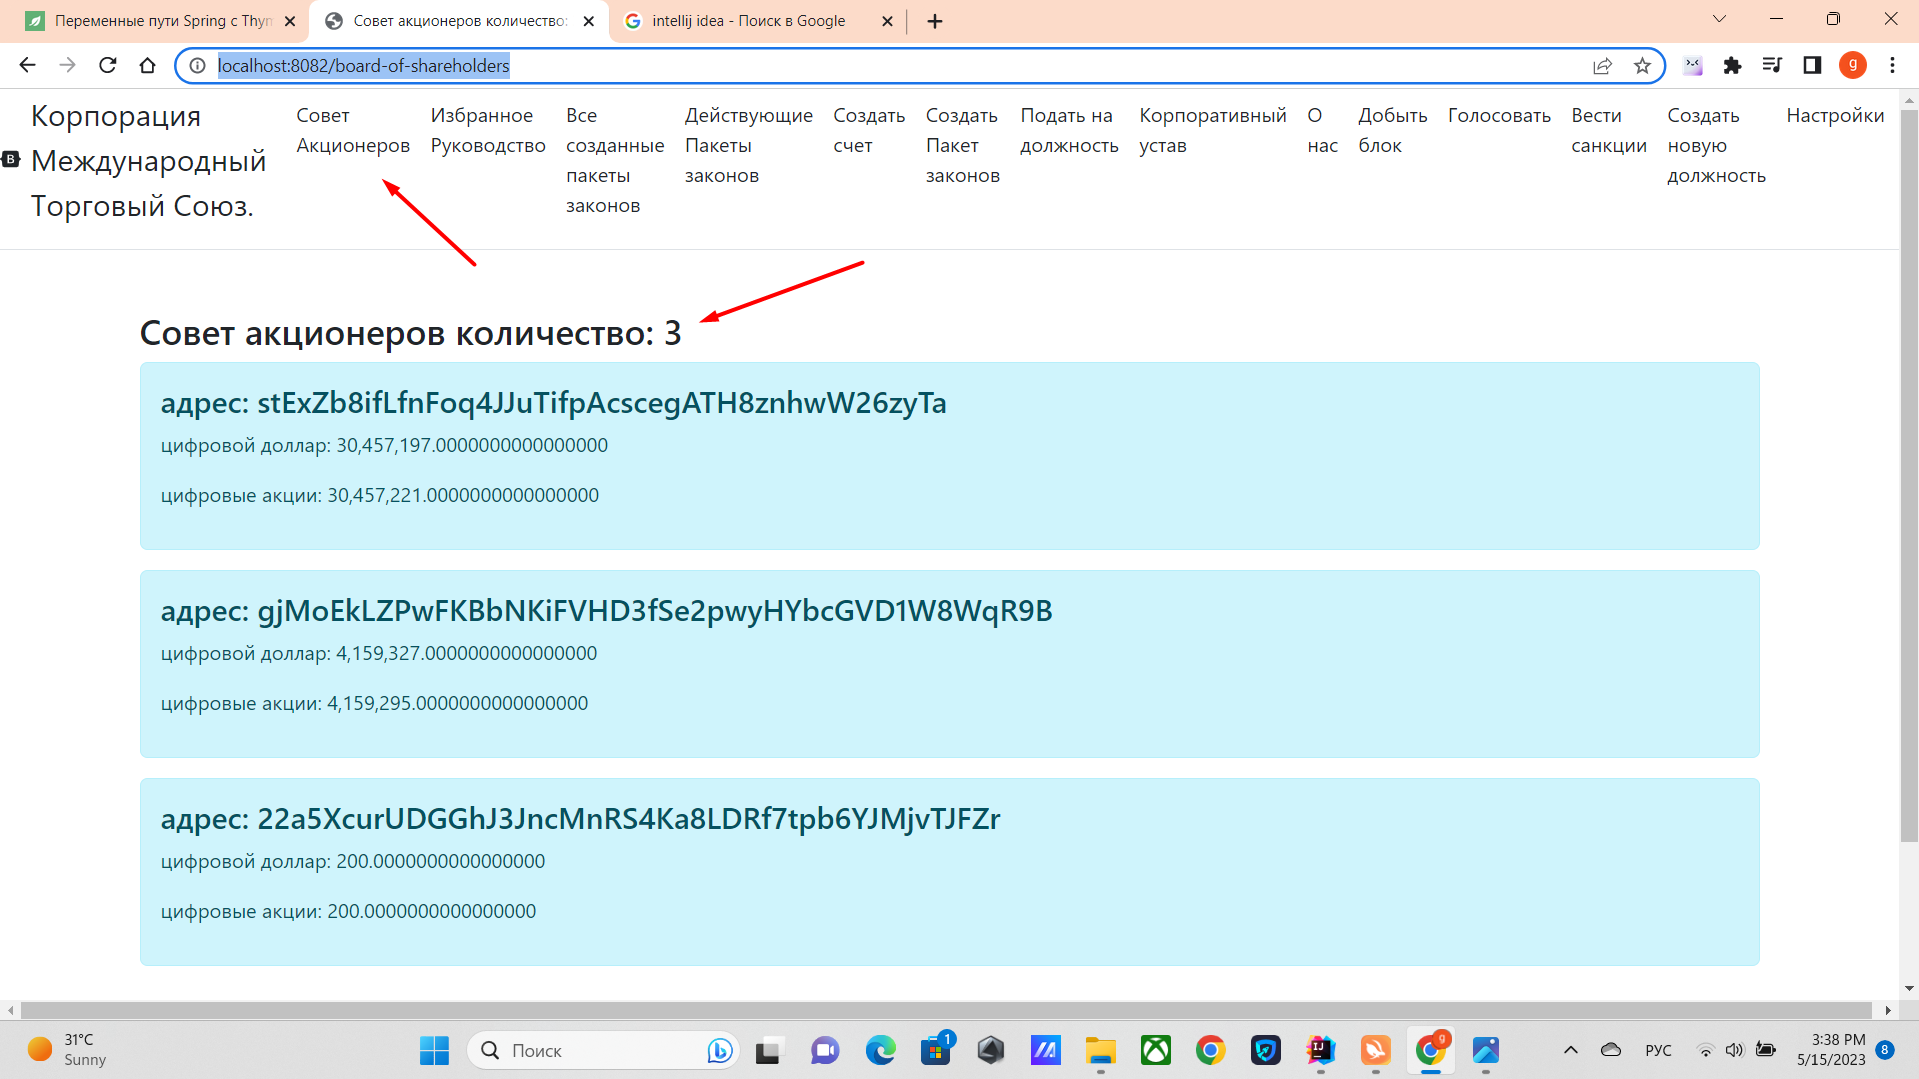 Переменные пути Spring с Thym
Совет акционеров количество:
intellij idea - Поиск в Google
localhost:8082/board-of-shareholders
g
Корпорация
Международный
Торговый Союз.
B
Совет
Акционеров
Избранное
Руководство
Все
созданные
пакеты
законов
Действующие
Пакеты
законов
Создать
счет
Создать
Пакет
законов
Подать на
должность
Корпоративный
устав
О
нас
Добыть
блок
Голосовать
Вести
санкции
Создать
новую
должность
Настройки
Совет акционеров количество: 3
адрес: stExZb8ifLfnFoq4JJuTifpAcscegATH8znhwW26zyTa
цифровой доллар: 30,457,197.0000000000000000
цифровые акции: 30,457,221.0000000000000000
адрес: gjMoEkLZPwFKBbNKiFVHD3fSe2pwyHYbcGVD1W8WqR9B
цифровой доллар: 4,159,327.0000000000000000
цифровые акции: 4,159,295.0000000000000000
адрес: 22a5XcurUDGGhJ3JncMnRS4Ka8LDRf7tpb6YJMjvTJFZr
цифровой доллар: 200.0000000000000000
цифровые акции: 200.0000000000000000
31°C
Sunny
Поиск
1
IJ
g
РУС
3:38 PM
5/15/2023
8